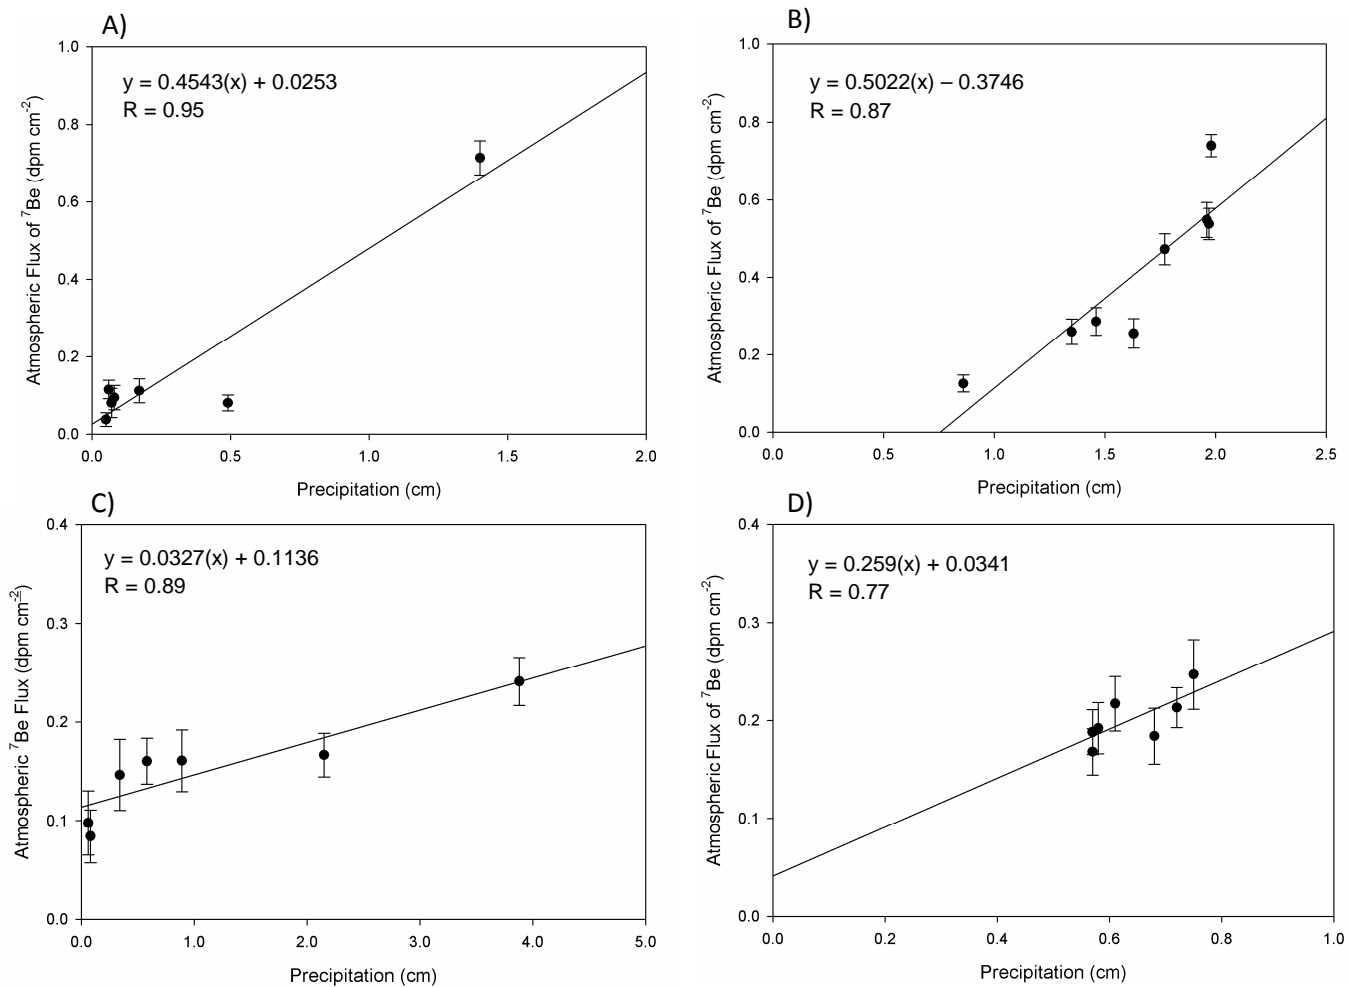 A)
y = 0.4543(x) + 0.0253
R = 0.95
Atmospheric Flux of ⁷Be (dpm cm⁻²)
1.0
0.8
0.6
0.4
0.2
0.0
0.0 0.5 1.0 1.5 2.0
Precipitation (cm)
B)
y = 0.5022(x) – 0.3746
R = 0.87
Atmospheric Flux of ⁷Be (dpm cm⁻²)
1.0
0.8
0.6
0.4
0.2
0.0
0.0 0.5 1.0 1.5 2.0 2.5
Precipitation (cm)
C)
y = 0.0327(x) + 0.1136
R = 0.89
Atmospheric ⁷Be Flux (dpm cm⁻²)
0.4
0.3
0.2
0.1
0.0
0.0 1.0 2.0 3.0 4.0 5.0
Precipitation (cm)
D)
y = 0.259(x) + 0.0341
R = 0.77
Atmospheric Flux of ⁷Be (dpm cm⁻²)
0.4
0.3
0.2
0.1
0.0
0.0 0.2 0.4 0.6 0.8 1.0
Precipitation (cm)